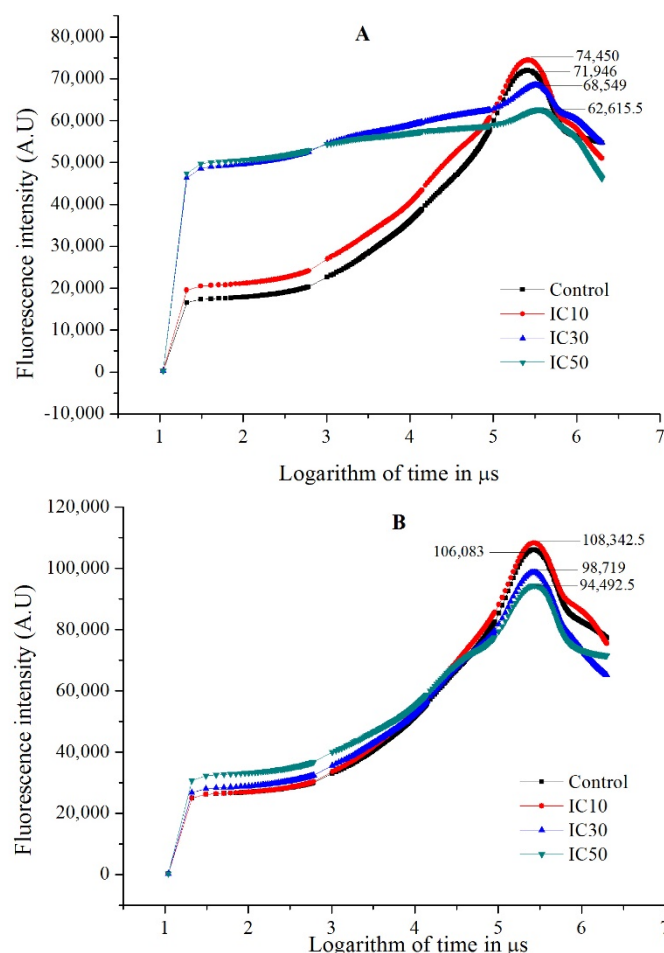 A
80,000
74,450
70,000
71,946
68,549
60,000
62,615.5
50,000
40,000
30,000
20,000
10,000
0
-10,000
Fluorescence intensity (A.U)
Control
IC10
IC30
IC50
1 2 3 4 5 6 7
Logarithm of time in µs
B
120,000
108,342.5
106,083
100,000
98,719
94,492.5
80,000
60,000
40,000
20,000
0
Fluorescence intensity (A.U)
Control
IC10
IC30
IC50
1 2 3 4 5 6 7
Logarithm of time in µs